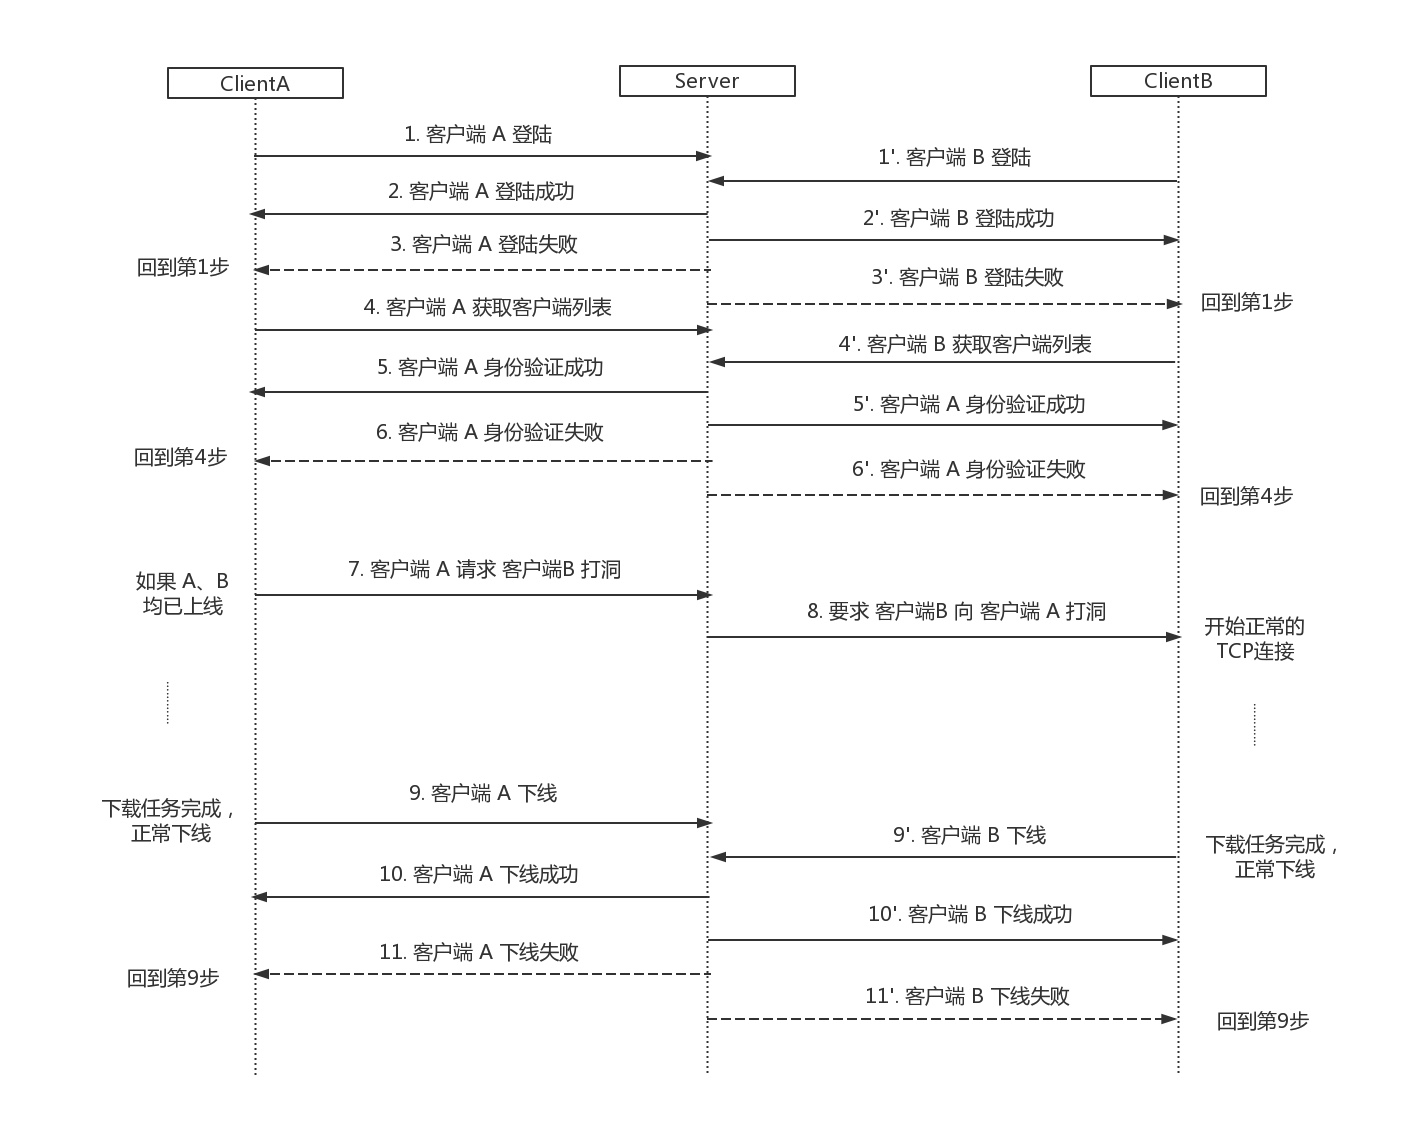 ClientA
Server
ClientB
1. 客户端 A 登陆
1'. 客户端 B 登陆
2. 客户端 A 登陆成功
2'. 客户端 B 登陆成功
3. 客户端 A 登陆失败
回到第1步
3'. 客户端 B 登陆失败
回到第1步
4. 客户端 A 获取客户端列表
4'. 客户端 B 获取客户端列表
5. 客户端 A 身份验证成功
5'. 客户端 A 身份验证成功
6. 客户端 A 身份验证失败
回到第4步
6'. 客户端 A 身份验证失败
回到第4步
7. 客户端 A 请求 客户端B 打洞
如果 A、B
均已上线
8. 要求 客户端B 向 客户端 A 打洞
开始正常的
TCP连接
9. 客户端 A 下线
下载任务完成，
正常下线
9'. 客户端 B 下线
下载任务完成，
正常下线
10. 客户端 A 下线成功
10'. 客户端 B 下线成功
11. 客户端 A 下线失败
回到第9步
11'. 客户端 B 下线失败
回到第9步